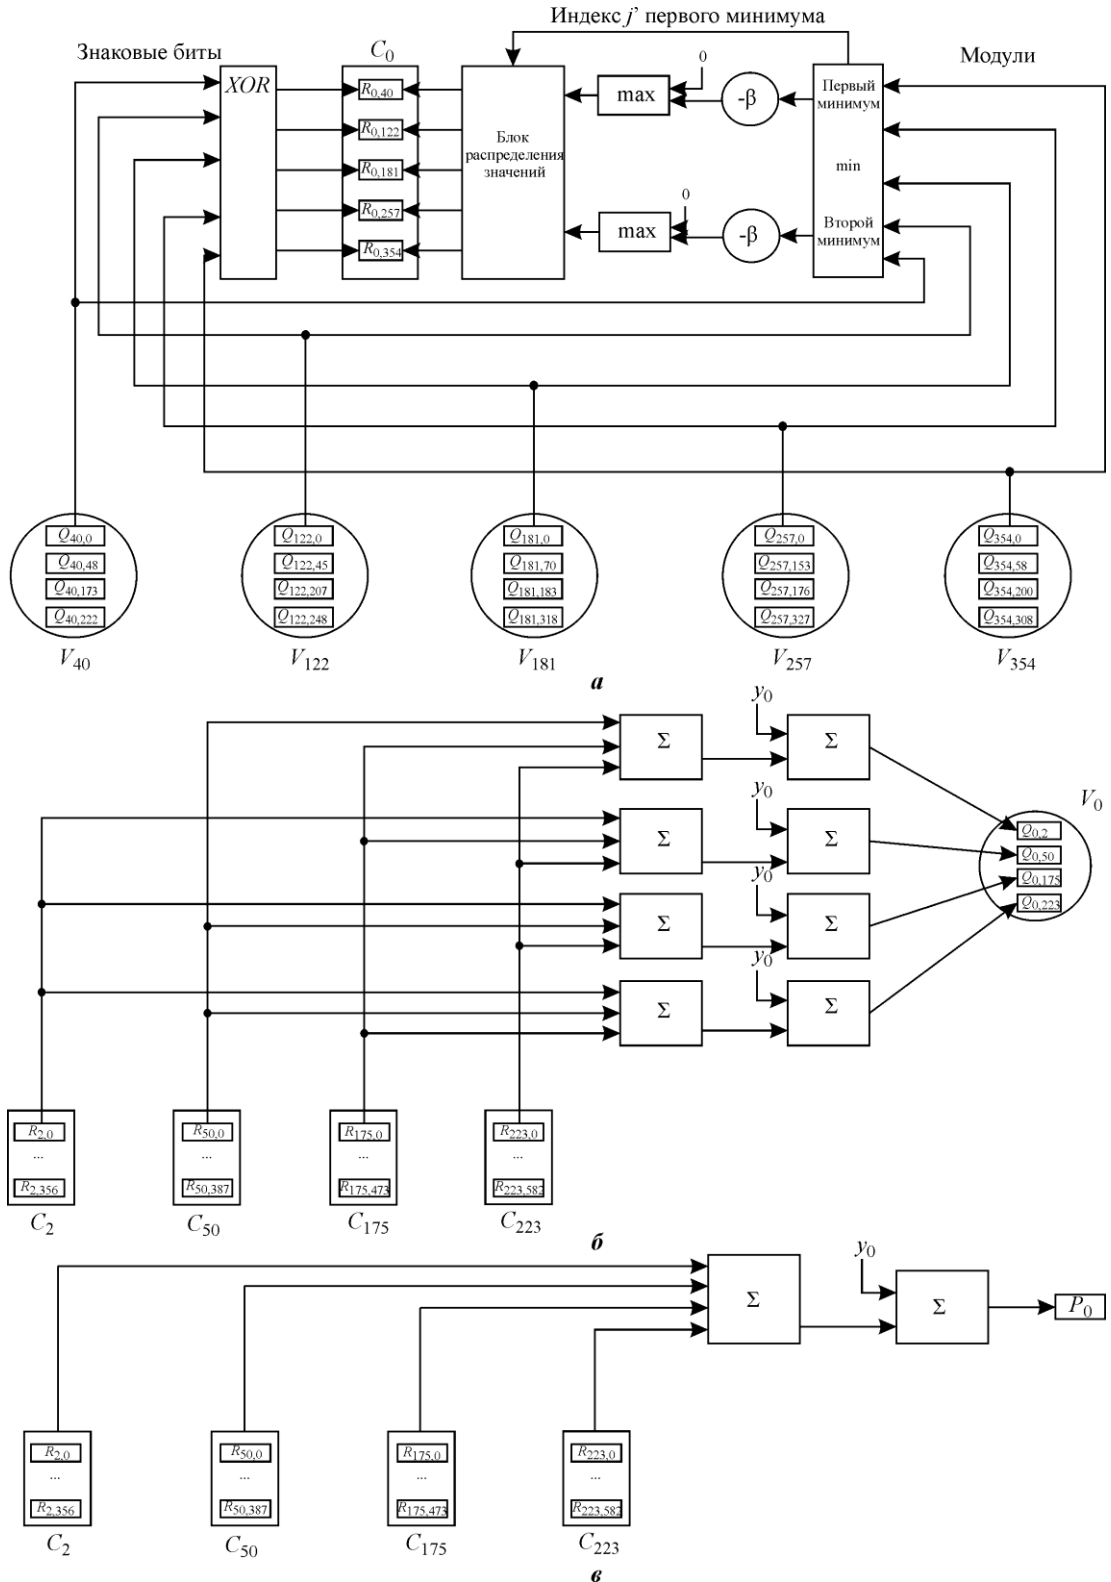 Индекс j’ первого минимума
Знаковые биты
C0
0
Модули
XOR
R0,40
max
-β
Первый
минимум
R0,122
Блок
распределения
значений
R0,181
min
0
R0,257
max
-β
Второй
минимум
R0,354
Q40,0
Q122,0
Q181,0
Q257,0
Q354,0
Q40,48
Q122,45
Q181,70
Q257,153
Q354,58
Q40,173
Q122,207
Q181,183
Q257,176
Q354,200
Q40,222
Q122,248
Q181,318
Q257,327
Q354,308
V40
V122
V181
V257
V354
а
y0
Σ
Σ
y0
V0
Σ
Σ
Q0,2
Q0,50
y0
Q0,175
Q0,223
Σ
Σ
y0
Σ
Σ
R2,0
R50,0
R175,0
R223,0
...
...
...
...
R2,356
R50,387
R175,473
R223,582
C2
C50
C175
C223
б
y0
Σ
Σ
P0
R2,0
R50,0
R175,0
R223,0
...
...
...
...
R2,356
R50,387
R175,473
R223,582
C2
C50
C175
C223
в